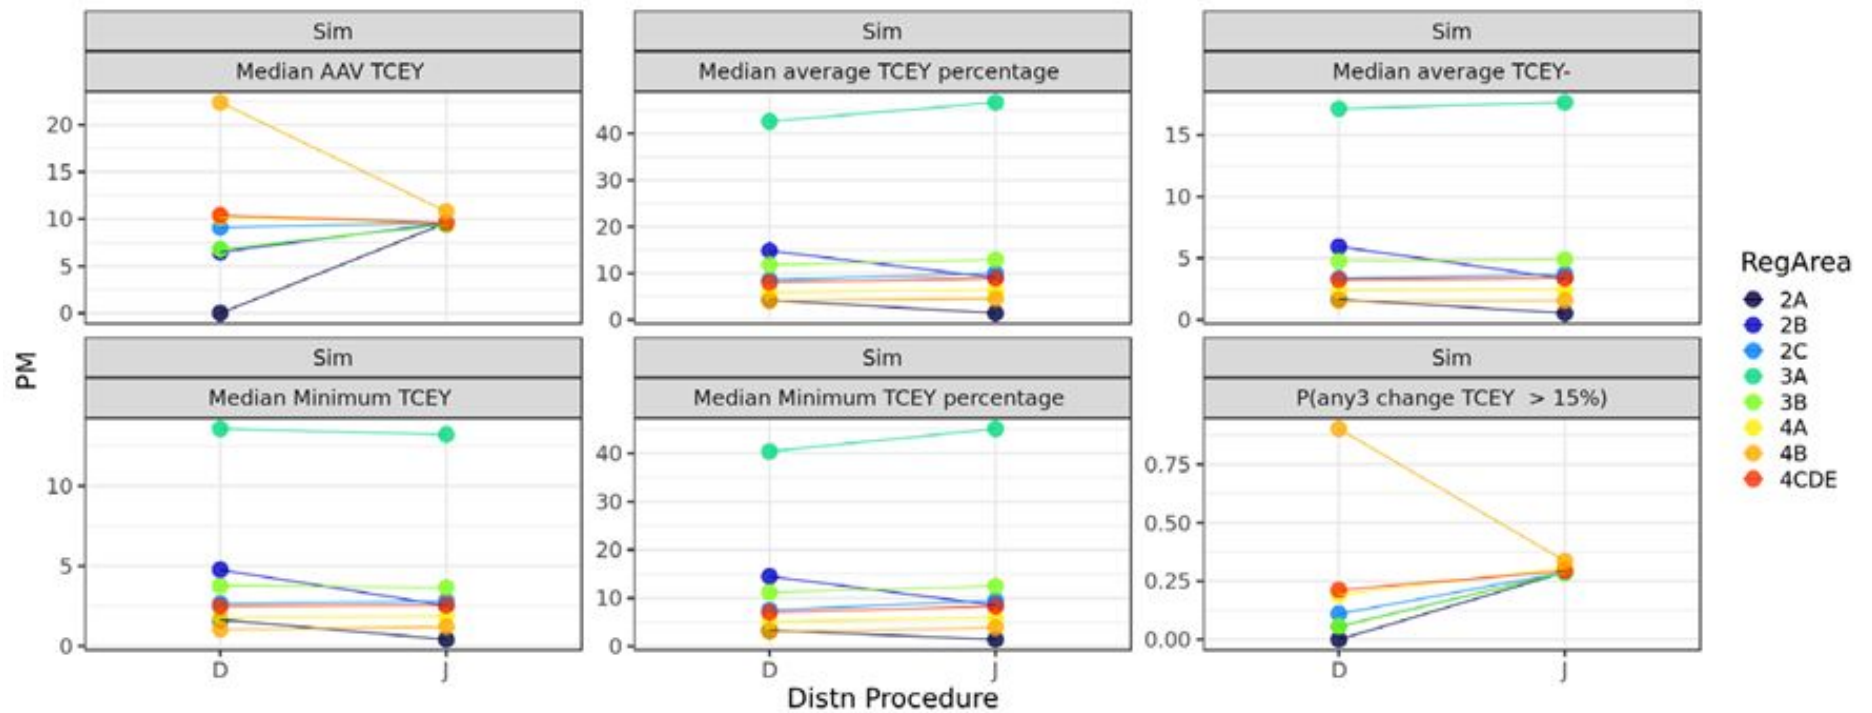 Sim
Sim
Sim
Median AAV TCEY
Median average TCEY percentage
Median average TCEY-
20
15
10
5
0
40
30
20
10
0
15
10
5
0
PM
Sim
Sim
Sim
Median Minimum TCEY
Median Minimum TCEY percentage
P(any3 change TCEY > 15%)
10
5
0
40
30
20
10
0
0.75
0.50
0.25
0.00
D
J
D
J
D
J
Distn Procedure
RegArea
2A
2B
2C
3A
3B
4A
4B
4CDE